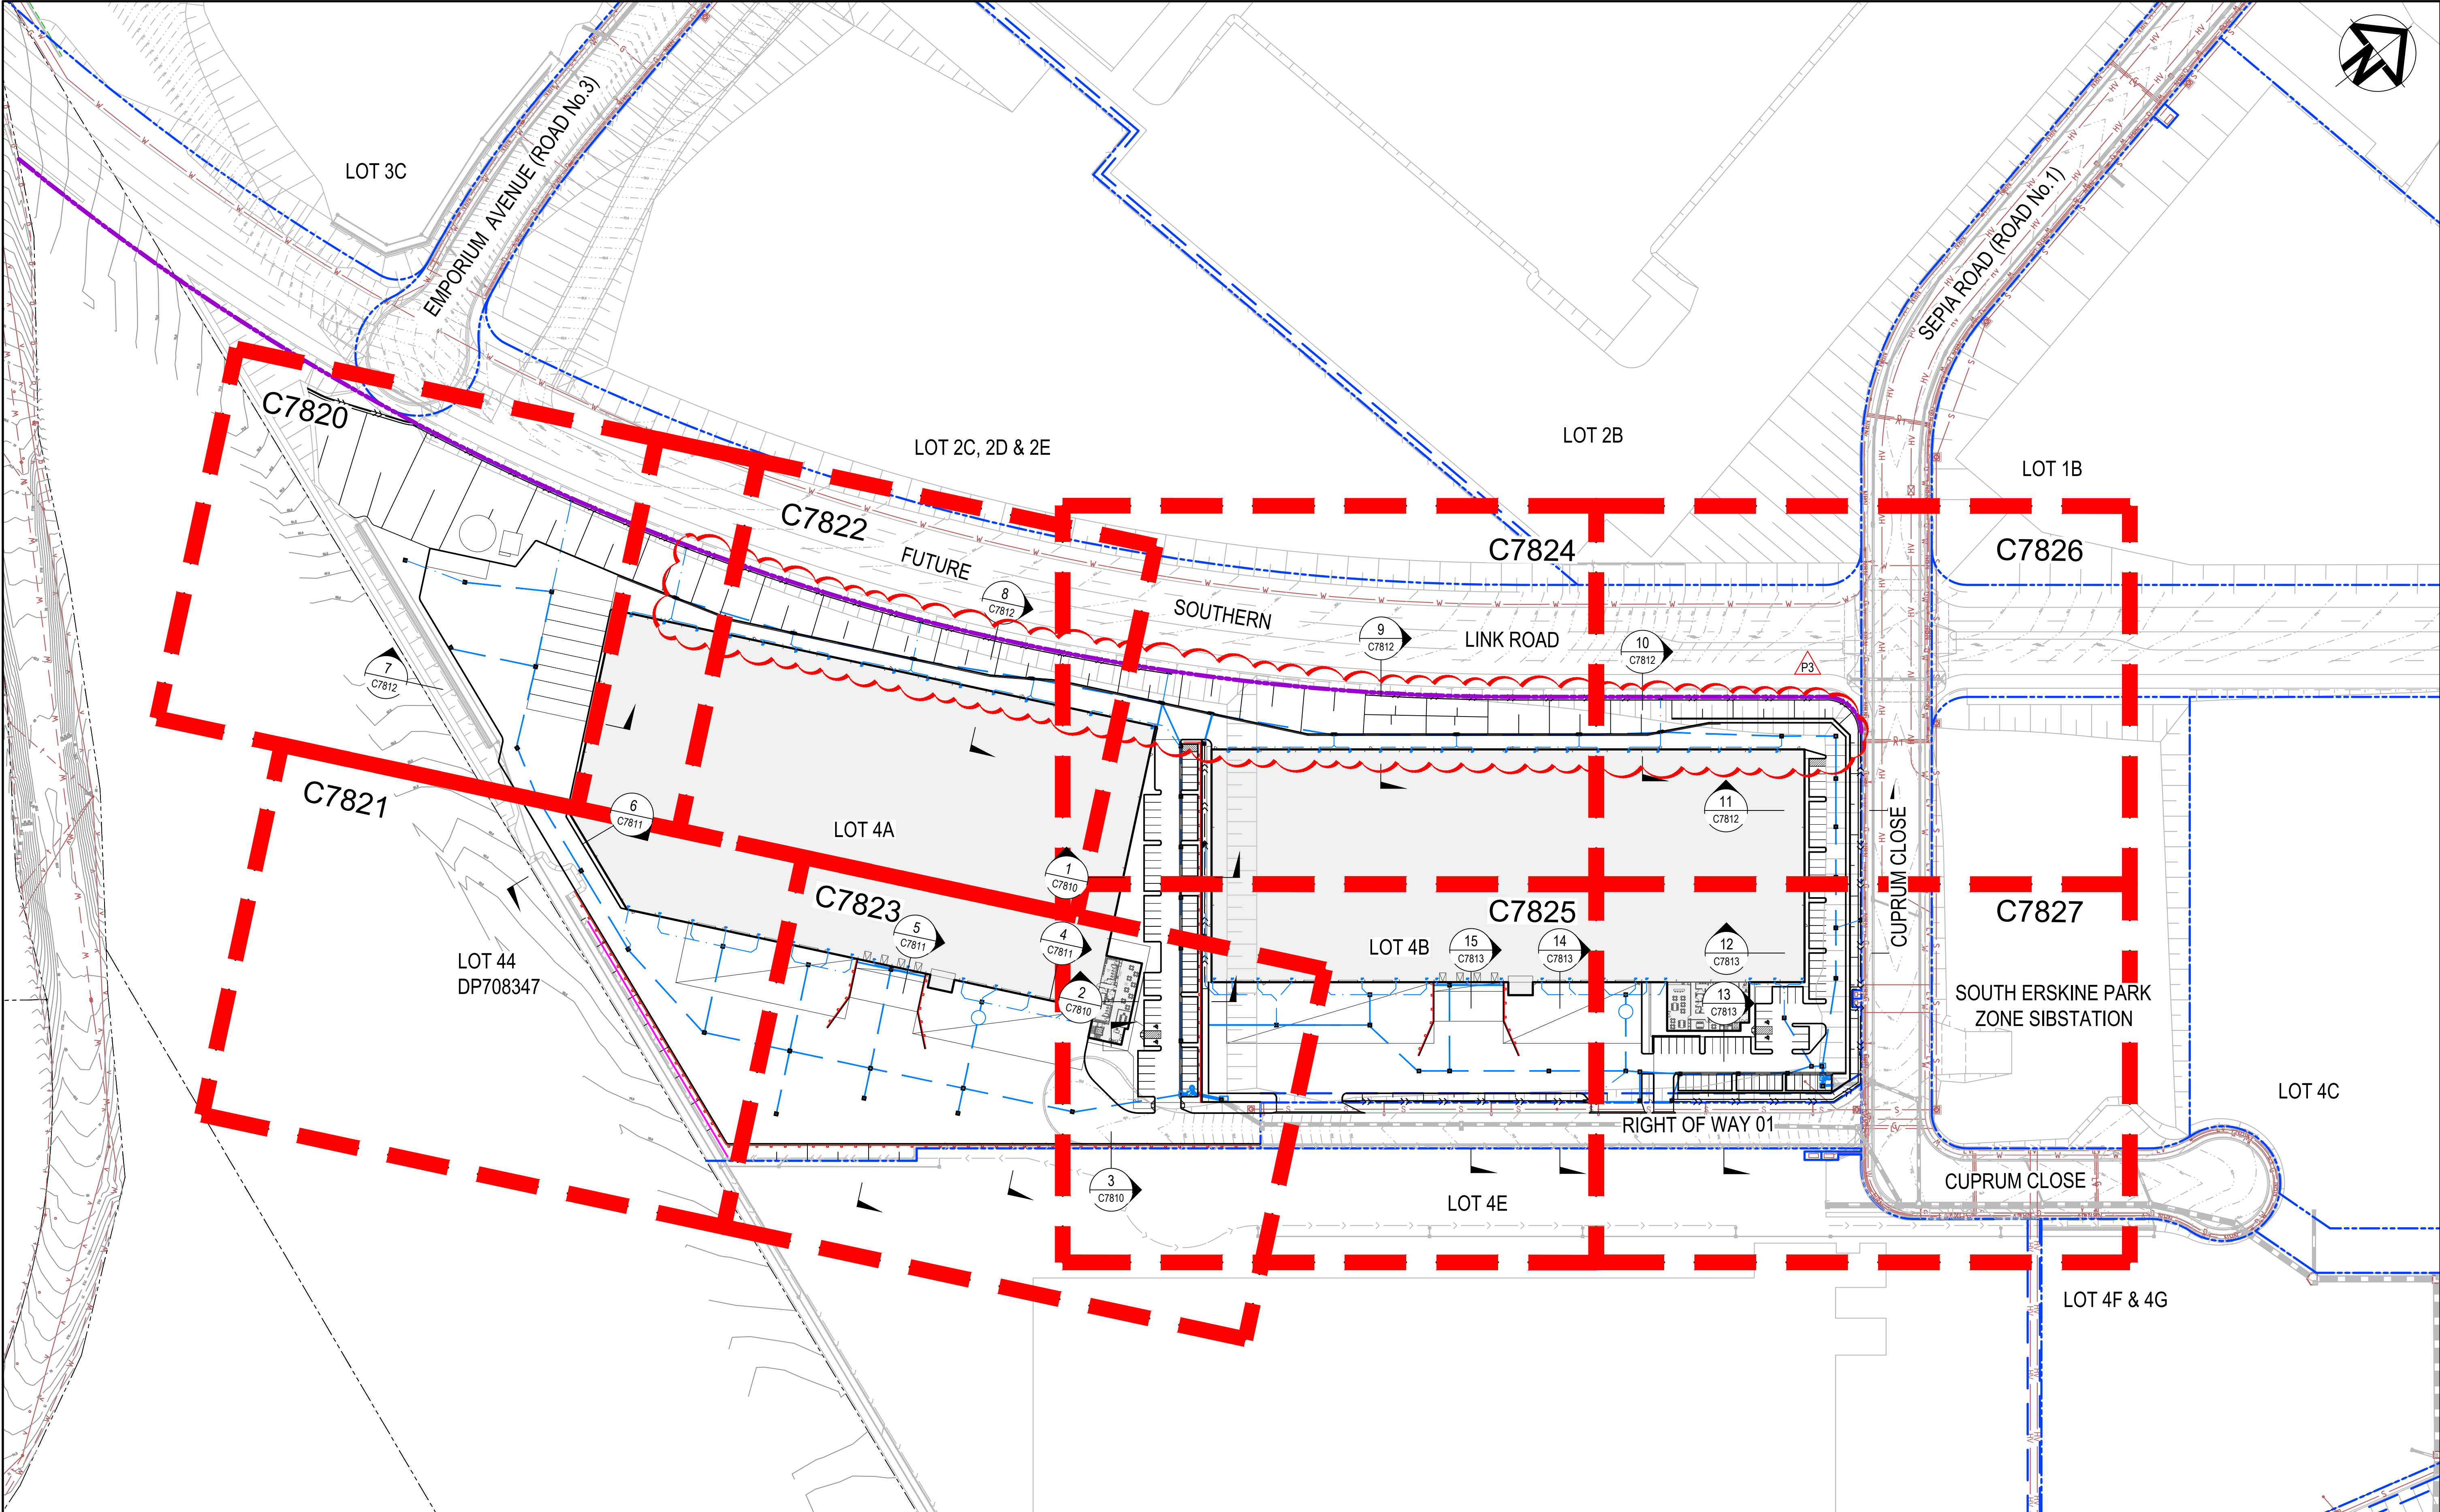 LOT 3C
EMPORIUM AVENUE (ROAD No.3)
SEPIA ROAD (ROAD No.1)
N
C7820
LOT 2C, 2D & 2E
LOT 2B
LOT 1B
C7822
C7824
C7826
FUTURE
SOUTHERN
LINK ROAD
8
C7812
9
C7812
10
C7812
P3
7
C7812
C7821
6
C7811
LOT 4A
11
C7812
CUPRUM CLOSE
1
C7810
C7823
C7825
C7827
5
C7811
4
C7811
LOT 4B
15
C7813
14
C7813
12
C7813
LOT 44
DP708347
2
C7810
13
C7813
SOUTH ERSKINE PARK
ZONE SIBSTATION
LOT 4C
RIGHT OF WAY 01
3
C7810
LOT 4E
CUPRUM CLOSE
LOT 4F & 4G